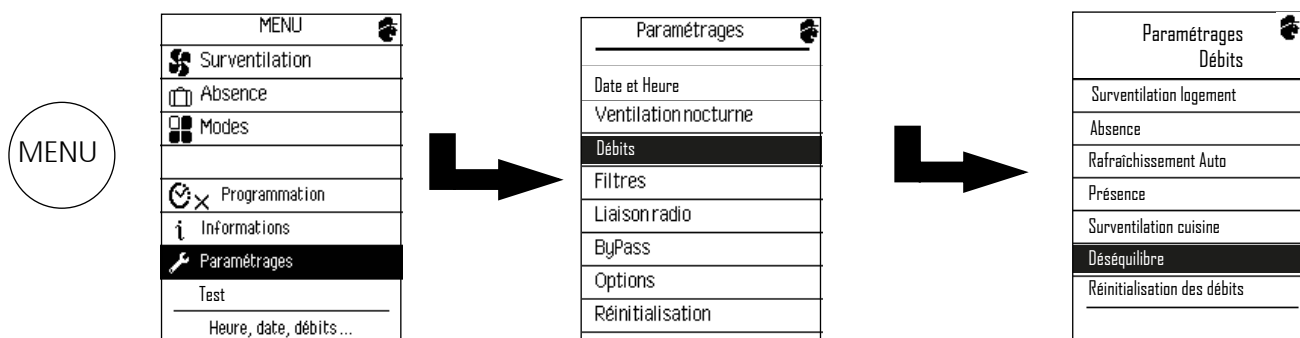 MENU
MENU
Surventilation
Absence
Modes
Programmation
i Informations
Paramétrages
Test
Heure, date, débits ...
Paramétrages
Date et Heure
Ventilation nocturne
Débits
Filtres
Liaison radio
ByPass
Options
Réinitialisation
Paramétrages
Débits
Surventilation logement
Absence
Rafraîchissement Auto
Présence
Surventilation cuisine
Déséquilibre
Réinitialisation des débits